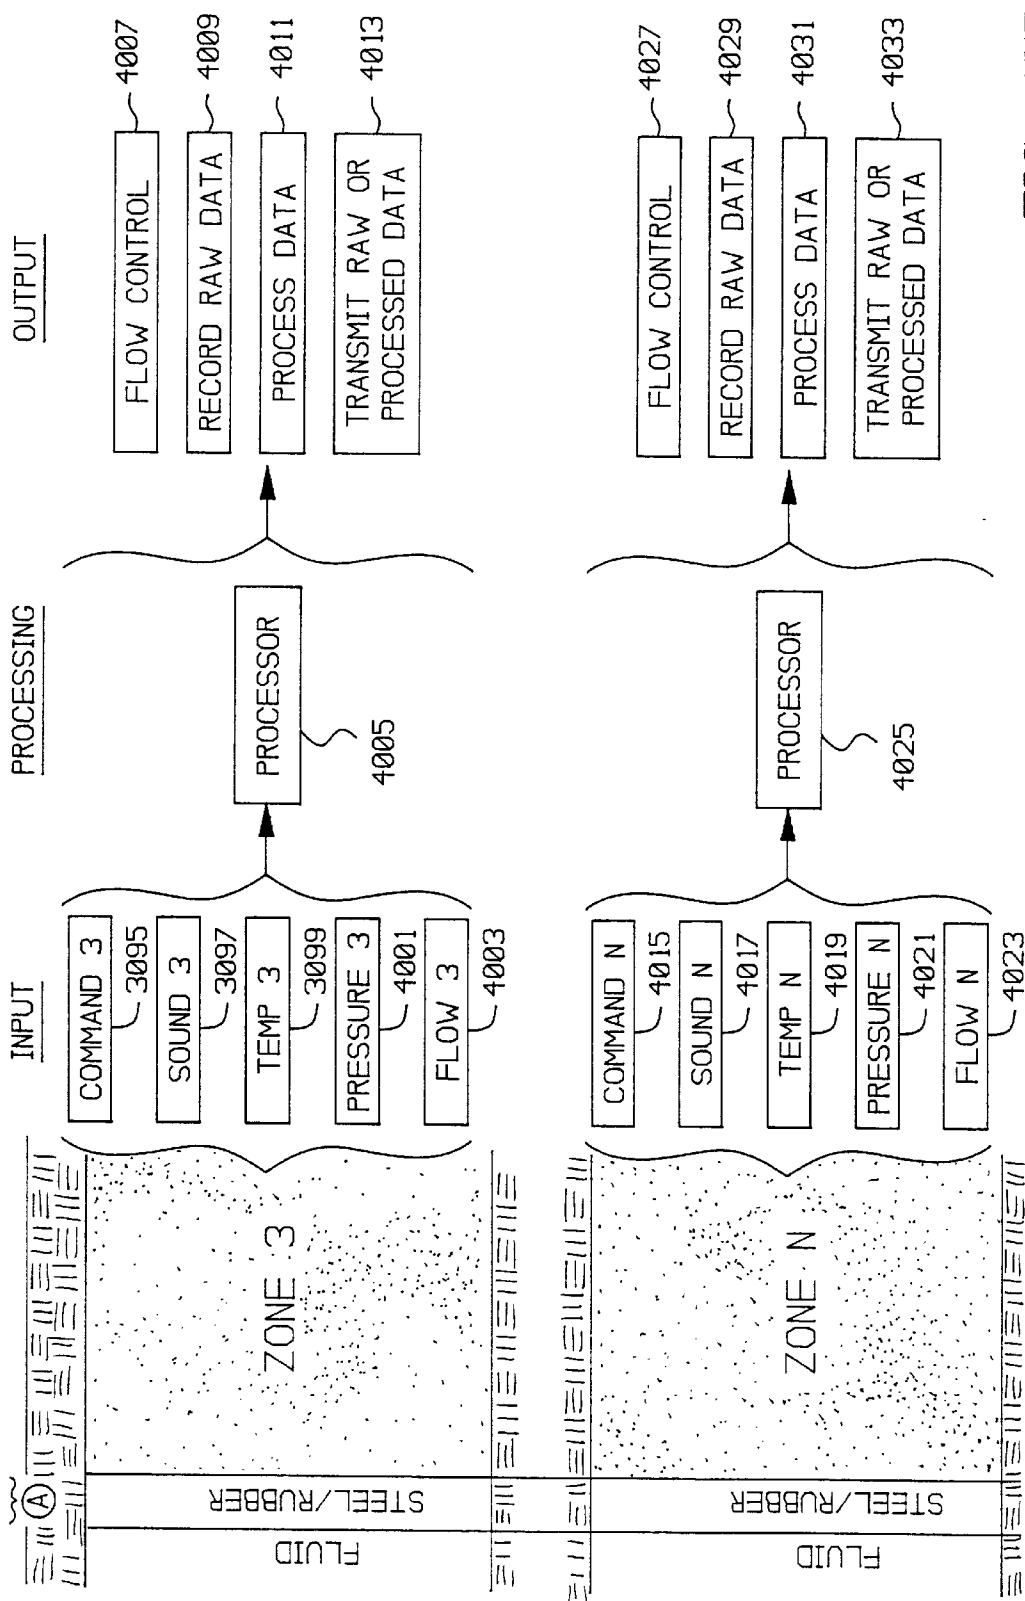 INPUT
PROCESSING
OUTPUT
A
FLUID
STEEL/RUBBER
ZONE 3
COMMAND 3
3095
SOUND 3
3097
TEMP 3
3099
PRESSURE 3
4001
FLOW 3
4003
PROCESSOR
4005
FLOW CONTROL
4007
RECORD RAW DATA
4009
PROCESS DATA
4011
TRANSMIT RAW OR
PROCESSED DATA
4013
FLUID
STEEL/RUBBER
ZONE N
COMMAND N
4015
SOUND N
4017
TEMP N
4019
PRESSURE N
4021
FLOW N
4023
PROCESSOR
4025
FLOW CONTROL
4027
RECORD RAW DATA
4029
PROCESS DATA
4031
TRANSMIT RAW OR
PROCESSED DATA
4033